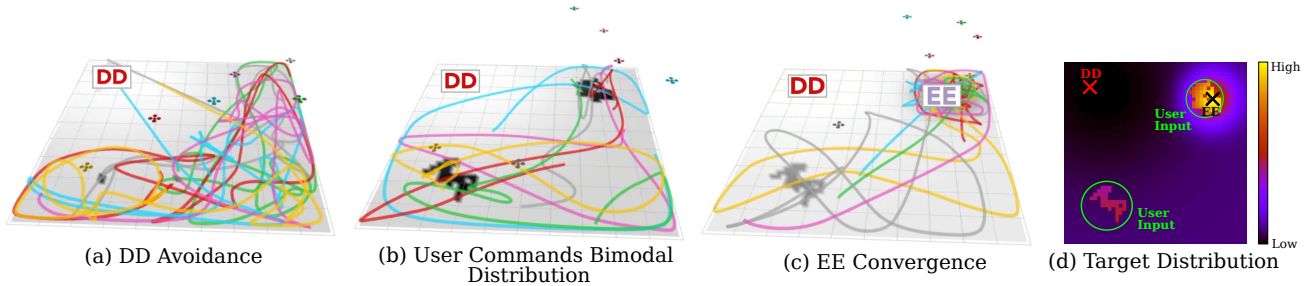 DD
(a) DD Avoidance
DD
(b) User Commands Bimodal
Distribution
DD
EE
(c) EE Convergence
DD
EE
User
Input
User
Input
High
Low
(d) Target Distribution